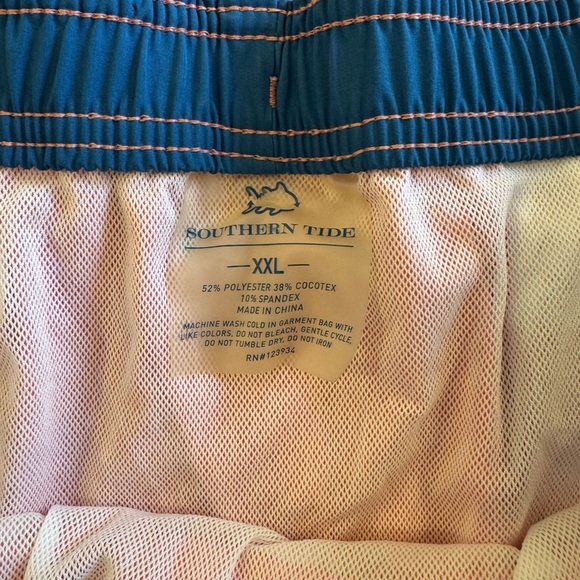 SOUTHERN TIDE
—XXL—
52% POLYESTER 38% COCOTEX
10% SPANDEX
MADE IN CHINA
MACHINE WASH COLD IN GARMENT BAG WITH
LIKE COLORS, DO NOT BLEACH, GENTLE CYCLE,
DO NOT TUMBLE DRY, DO NOT IRON
RN#123934